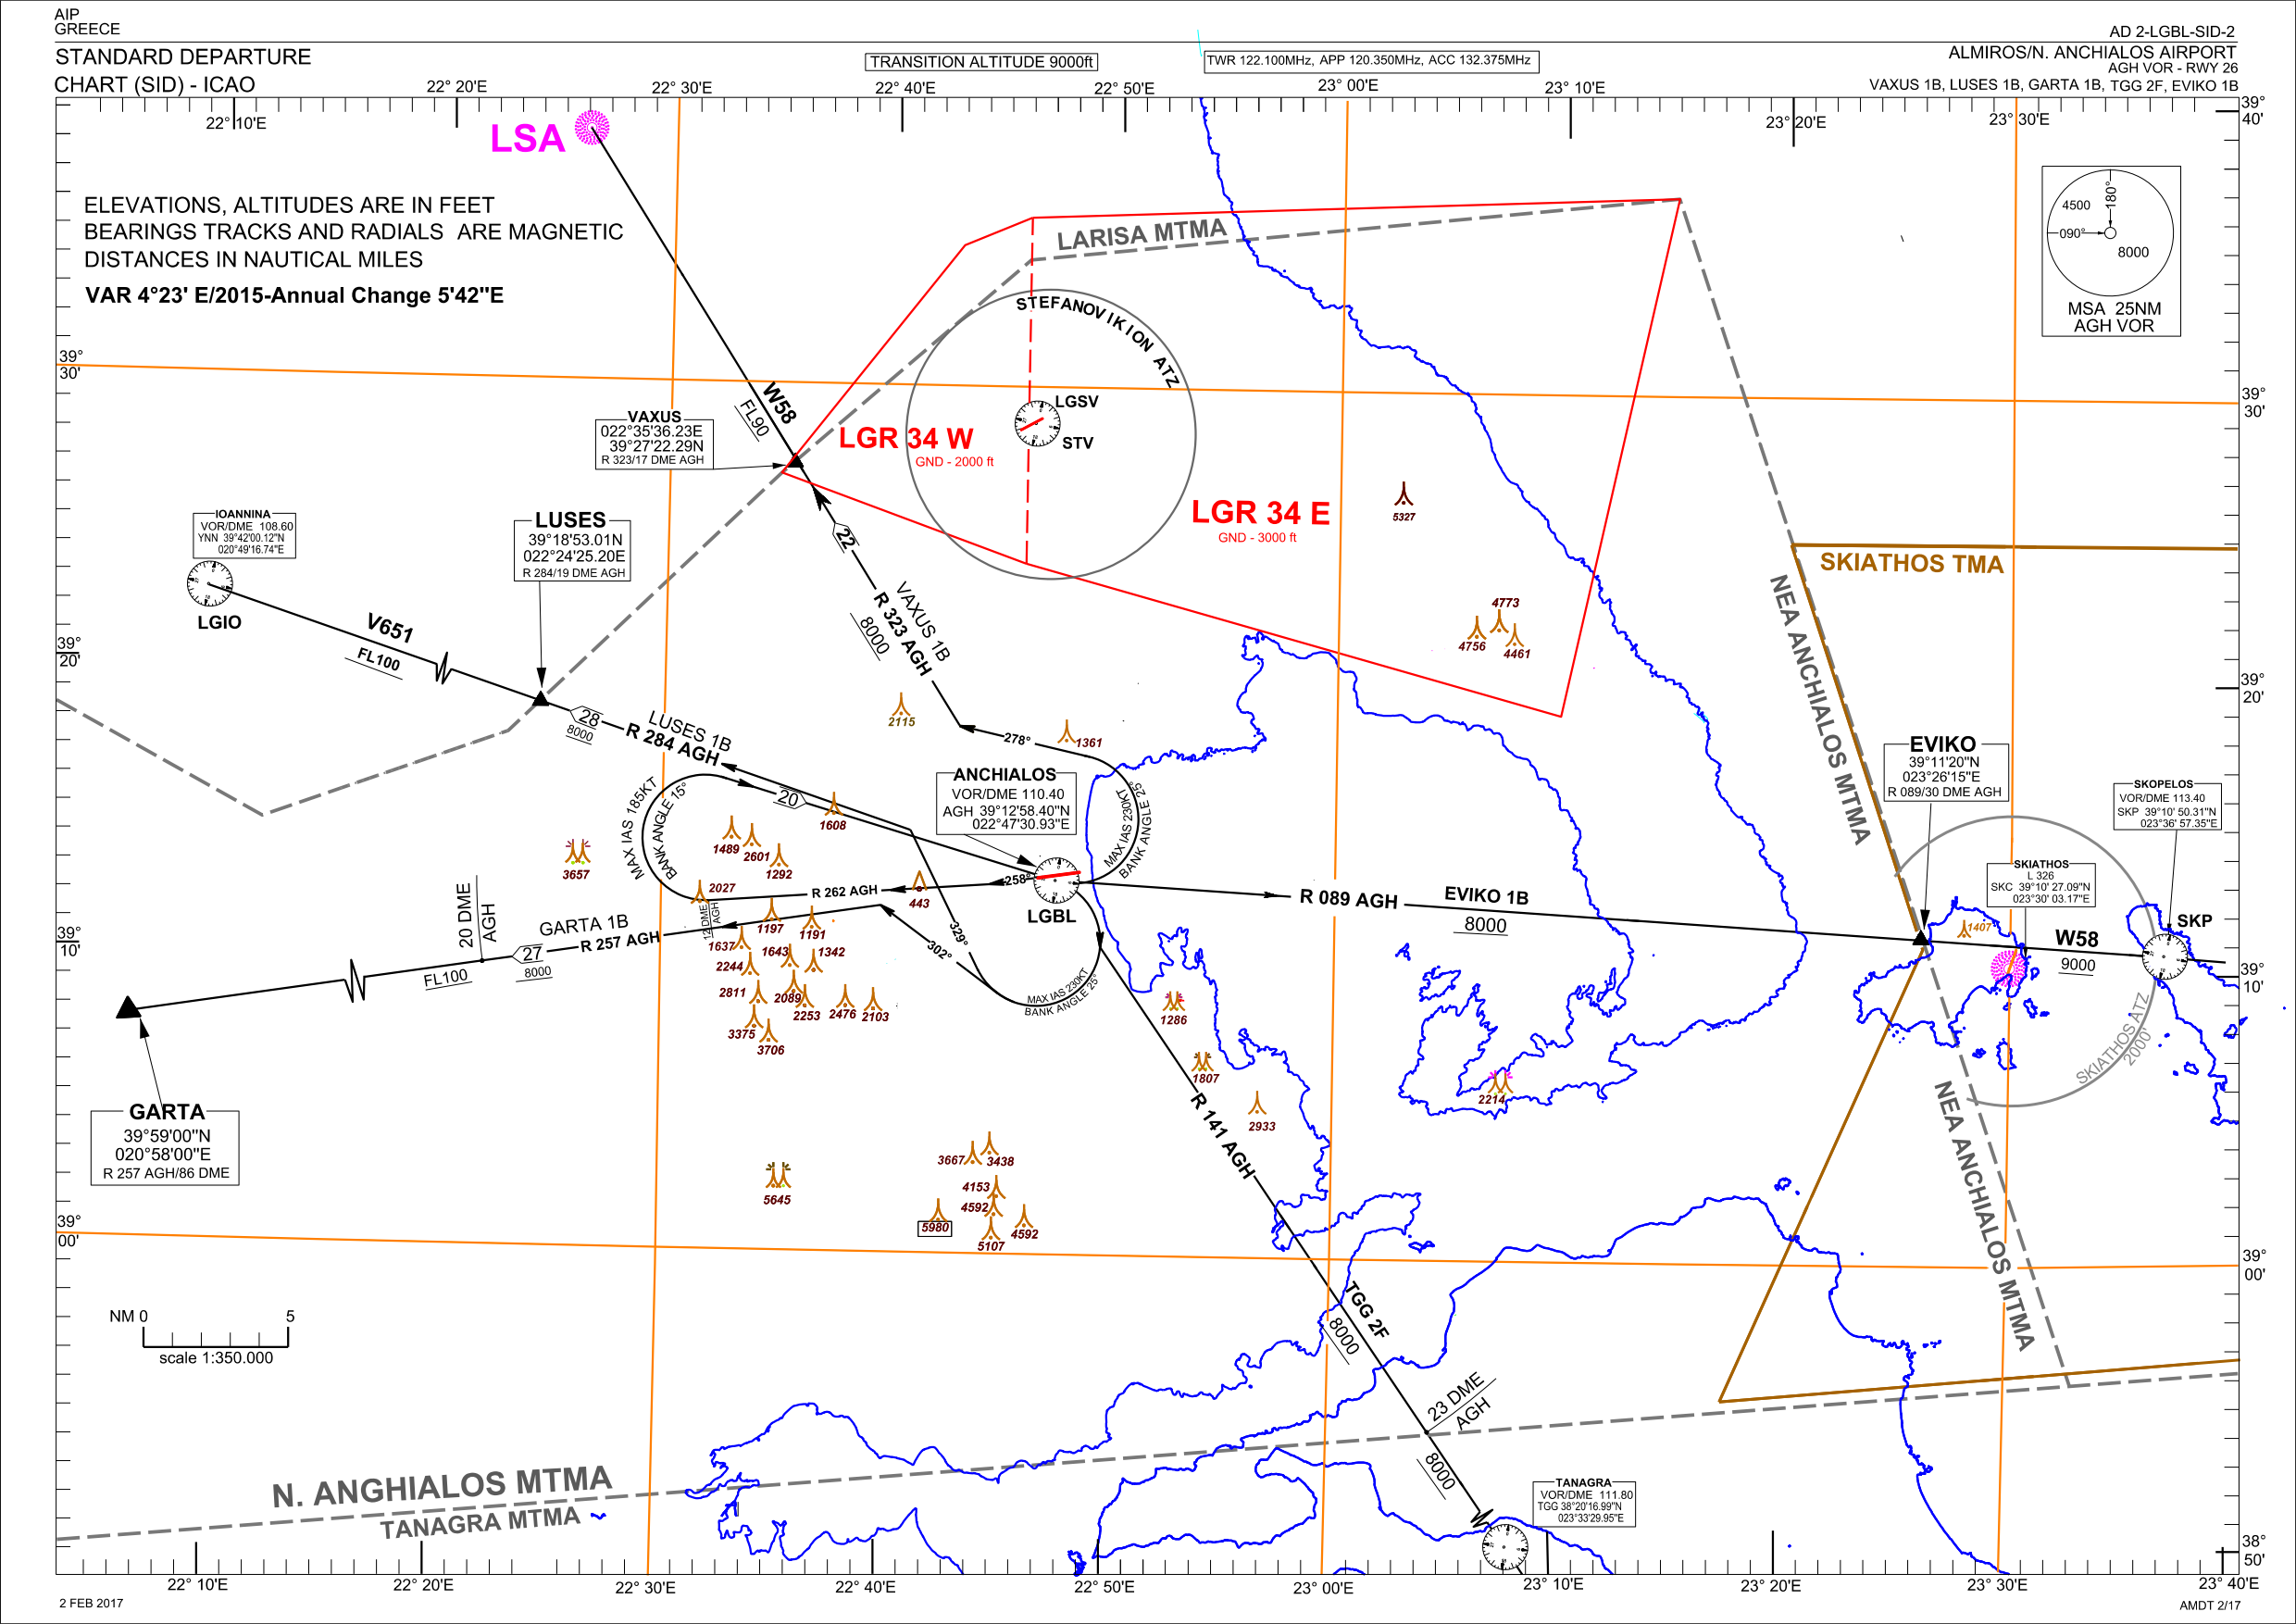 AIP
GREECE
AD 2-LGBL-SID-2
STANDARD DEPARTURE
CHART (SID) - ICAO
TRANSITION ALTITUDE 9000ft
TWR 122.100MHz, APP 120.350MHz, ACC 132.375MHz
ALMIROS/N. ANCHIALOS AIRPORT
AGH VOR - RWY 26
VAXUS 1B, LUSES 1B, GARTA 1B, TGG 2F, EVIKO 1B
22° 10'E
22° 20'E
22° 30'E
22° 40'E
22° 50'E
23° 00'E
23° 10'E
23° 20'E
23° 30'E
39°
40'
LSA
ELEVATIONS, ALTITUDES ARE IN FEET
BEARINGS TRACKS AND RADIALS ARE MAGNETIC
DISTANCES IN NAUTICAL MILES
VAR 4°23' E/2015-Annual Change 5'42"E
4500
180°
090°
8000
MSA 25NM
AGH VOR
LARISA MTMA
STEFANOVIKION ATZ
39°
30'
39°
30'
W58
FL90
VAXUS
022°35'36.23E
39°27'22.29N
R 323/17 DME AGH
LGR 34 W
GND - 2000 ft
LGSV
STV
LGR 34 E
GND - 3000 ft
5327
IOANNINA
VOR/DME 108.60
YNN 39°42'00.12"N
020°49'16.74"E
LGIO
LUSES
39°18'53.01N
022°24'25.20E
R 284/19 DME AGH
V651
FL100
22
VAXUS 1B
R 323 AGH
8000
SKIATHOS TMA
NEA ANCHIALOS MTMA
4773
4756
4461
39°
20'
39°
20'
28
8000
LUSES 1B
R 284 AGH
2115
278°
1361
EVIKO
39°11'20"N
023°26'15"E
R 089/30 DME AGH
SKOPELOS
VOR/DME 113.40
SKP 39°10' 50.31"N
023°36' 57.35"E
ANCHIALOS
VOR/DME 110.40
AGH 39°12'58.40"N
022°47'30.93"E
MAX IAS 185KT
BANK ANGLE 15°
20
1608
MAX IAS 230KT
BANK ANGLE 25°
1489
2601
1292
3657
SKIATHOS
L 326
SKC 39°10' 27.09"N
023°30' 03.17"E
2027
R 262 AGH
258°
443
LGBL
R 089 AGH
EVIKO 1B
8000
1407
W58
9000
SKP
20 DME
AGH
12 DME
AGH
GARTA 1B
R 257 AGH
27
8000
FL100
1197
1191
1637
1643
1342
2244
2811
2089
2253
2476
2103
3375
3706
329°
302°
MAX IAS 230KT
BANK ANGLE 25°
39°
10'
39°
10'
1286
1807
2933
2214
SKIATHOS ATZ
2000'
GARTA
39°59'00"N
020°58'00"E
R 257 AGH/86 DME
R 141 AGH
NEA ANCHIALOS MTMA
3667
3438
4153
4592
4592
5980
5107
5645
39°
00'
39°
00'
NM 0
5
scale 1:350.000
TGG 2F
8000
23 DME
AGH
8000
N. ANGHIALOS MTMA
TANAGRA MTMA
TANAGRA
VOR/DME 111.80
TGG 38°20'16.99"N
023°33'29.95"E
38°
50'
22° 10'E
22° 20'E
22° 30'E
22° 40'E
22° 50'E
23° 00'E
23° 10'E
23° 20'E
23° 30'E
23° 40'E
2 FEB 2017
AMDT 2/17